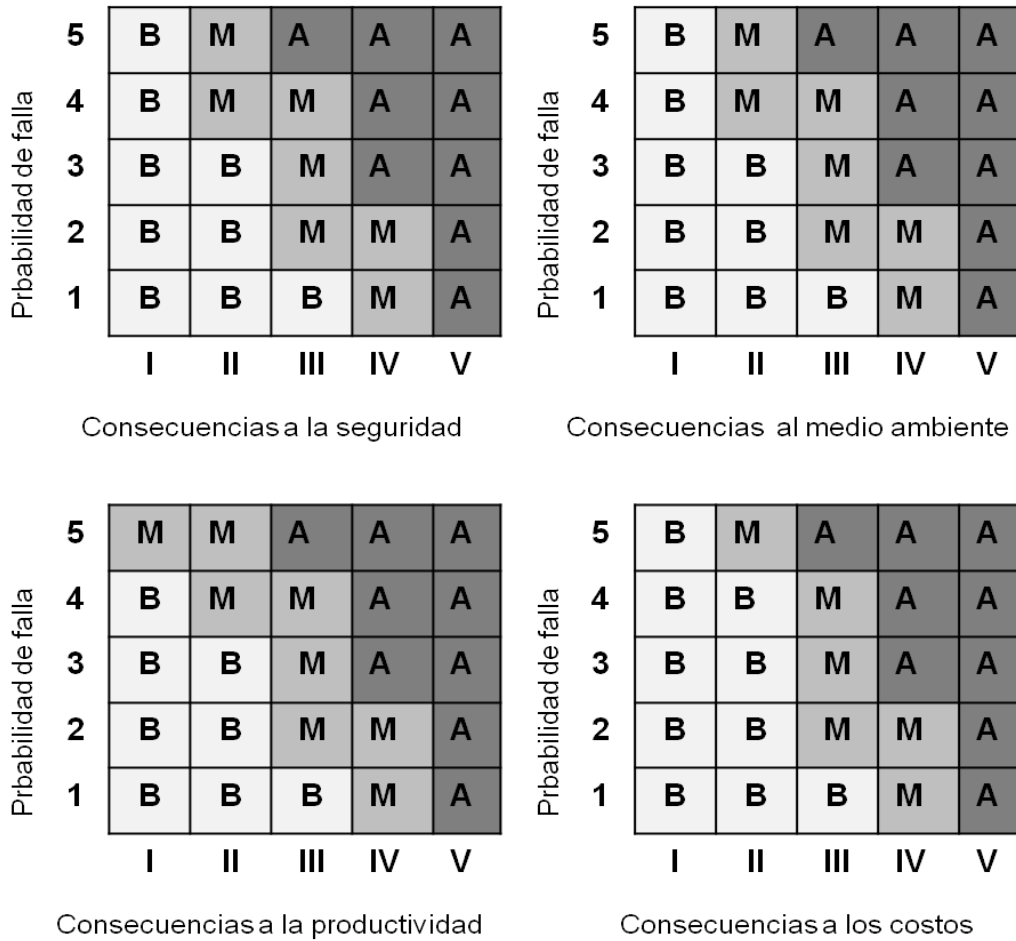 5 B M A A A
4 B M M A A
3 B B M A A
2 B B M M A
1 B B B M A
I II III IV V
Prbabilidad de falla
Consecuencias a la seguridad
5 B M A A A
4 B M M A A
3 B B M A A
2 B B M M A
1 B B B M A
I II III IV V
Prbabilidad de falla
Consecuencias al medio ambiente
5 M M A A A
4 B M M A A
3 B B M A A
2 B B M M A
1 B B B M A
I II III IV V
Prbabilidad de falla
Consecuencias a la productividad
5 B M A A A
4 B B M A A
3 B B M A A
2 B B M M A
1 B B B M A
I II III IV V
Prbabilidad de falla
Consecuencias a los costos